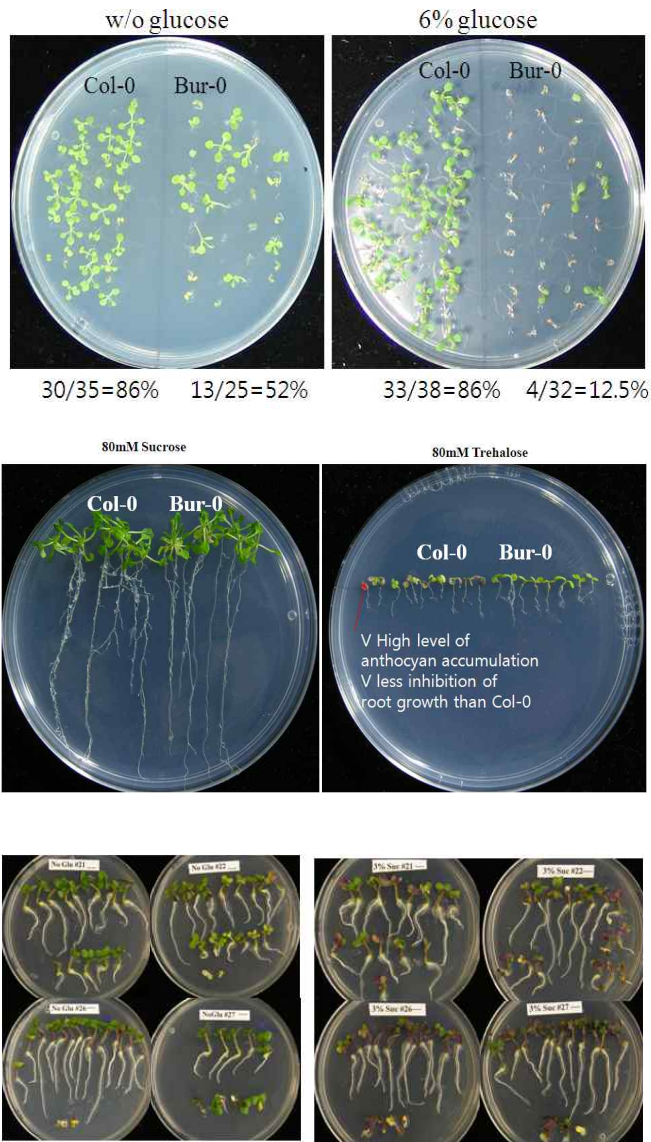 w/o glucose
6% glucose
Col-0 Bur-0
Col-0 Bur-0
30/35=86% 13/25=52%
33/38=86% 4/32=12.5%
80mM Sucrose
80mM Trehalose
Col-0 Bur-0
Col-0 Bur-0
V High level of
anthocyan accumulation
V less inhibition of
root growth than Col-0
No Glu #21
No Glu #22
3% Suc #21
3% Suc #22
No Glu #26
NoGlu #27
3% Suc #26
3% Suc #27